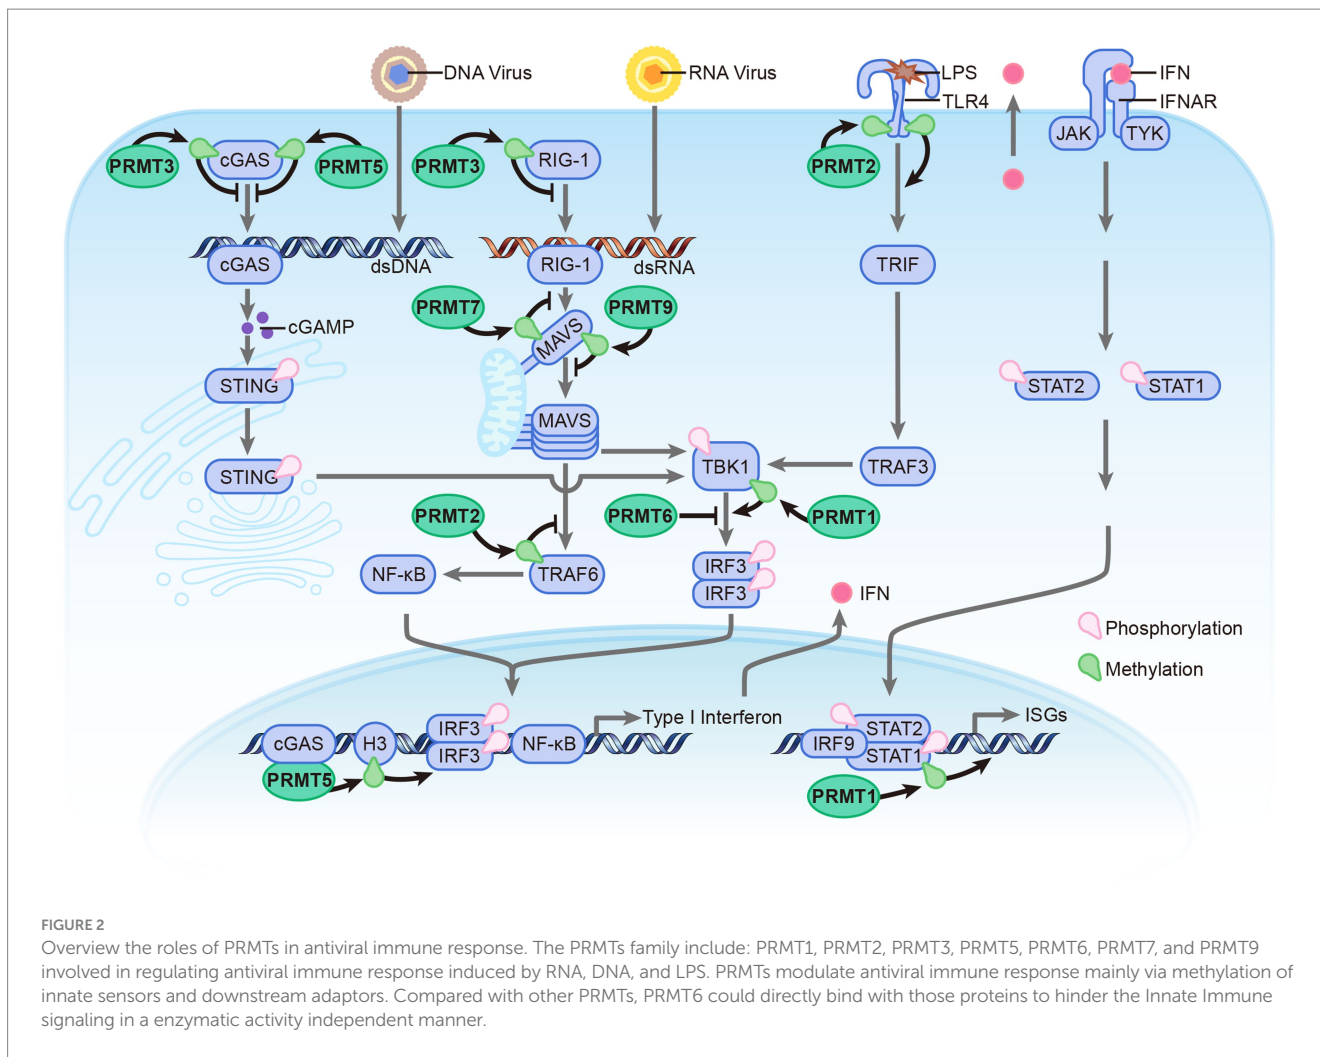 DNA Virus
RNA Virus
LPS
TLR4
IFN
IFNAR
JAK
TYK
PRMT3
cGAS
PRMT5
PRMT3
RIG-1
PRMT2
cGAS
dsDNA
RIG-1
dsRNA
TRIF
cGAMP
PRMT7
PRMT9
MAVS
STING
STAT2
STAT1
MAVS
STING
TBK1
TRAF3
PRMT2
PRMT6
PRMT1
NF-κB
TRAF6
IRF3
IRF3
IFN
Phosphorylation
Methylation
cGAS
H3
IRF3
IRF3
NF-κB
Type I Interferon
PRMT5
IRF9
STAT2
STAT1
ISGs
PRMT1
FIGURE 2
Overview the roles of PRMTs in antiviral immune response. The PRMTs family include: PRMT1, PRMT2, PRMT3, PRMT5, PRMT6, PRMT7, and PRMT9
involved in regulating antiviral immune response induced by RNA, DNA, and LPS. PRMTs modulate antiviral immune response mainly via methylation of
innate sensors and downstream adaptors. Compared with other PRMTs, PRMT6 could directly bind with those proteins to hinder the Innate Immune
signaling in a enzymatic activity independent manner.